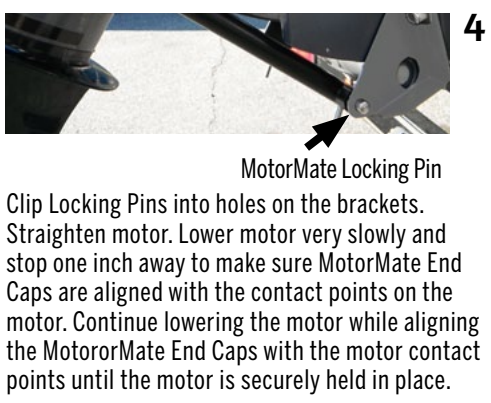 4
MotorMate Locking Pin
Clip Locking Pins into holes on the brackets.
Straighten motor. Lower motor very slowly and
stop one inch away to make sure MotorMate End
Caps are aligned with the contact points on the
motor. Continue lowering the motor while aligning
the MotororMate End Caps with the motor contact
points until the motor is securely held in place.